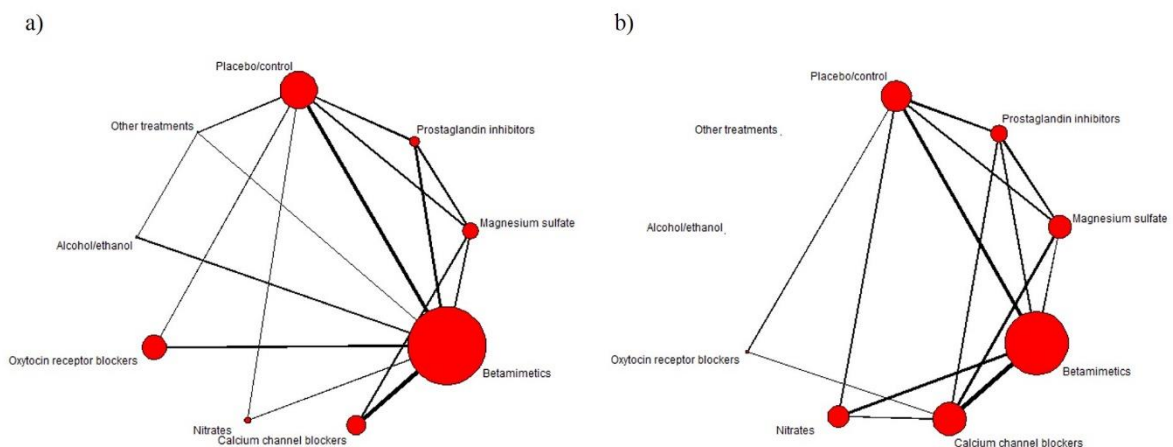 a)
Placebo/control
Other treatments
Prostaglandin inhibitors
Magnesium sulfate
Alcohol/ethanol
Oxytocin receptor blockers
Betamimetics
Nitrates
Calcium channel blockers
b)
Placebo/control
Other treatments
Prostaglandin inhibitors
Magnesium sulfate
Alcohol/ethanol
Oxytocin receptor blockers
Betamimetics
Nitrates
Calcium channel blockers